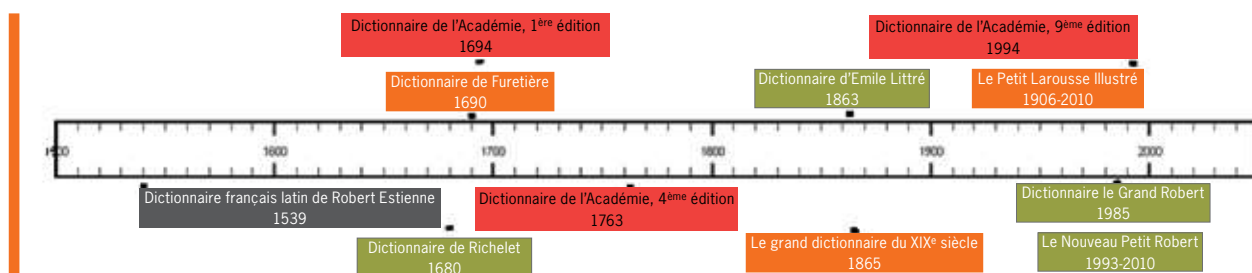 Dictionnaire de l'Académie, 1ère édition
1694
Dictionnaire de l'Académie, 9ème édition
1994
Dictionnaire de Furetière
1690
Dictionnaire d'Emile Littré
1863
Le Petit Larousse Illustré
1906-2010
1500 1600 1700 1800 1900 2000
Dictionnaire français latin de Robert Estienne
1539
Dictionnaire de l'Académie, 4ème édition
1763
Dictionnaire le Grand Robert
1985
Dictionnaire de Richelet
1680
Le grand dictionnaire du XIXe siècle
1865
Le Nouveau Petit Robert
1993-2010